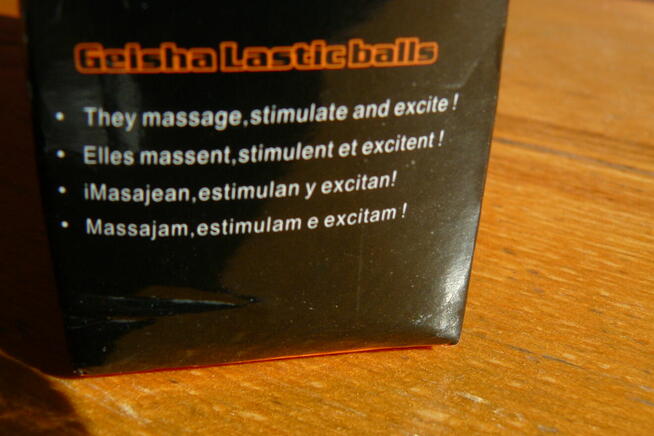 Geisha Lastic balls
• They massage,stimulate and excite !
• Elles massent,stimulent et excitent !
• ¡Masajean,estimulan y excitan!
• Massajam,estimulam e excitam !